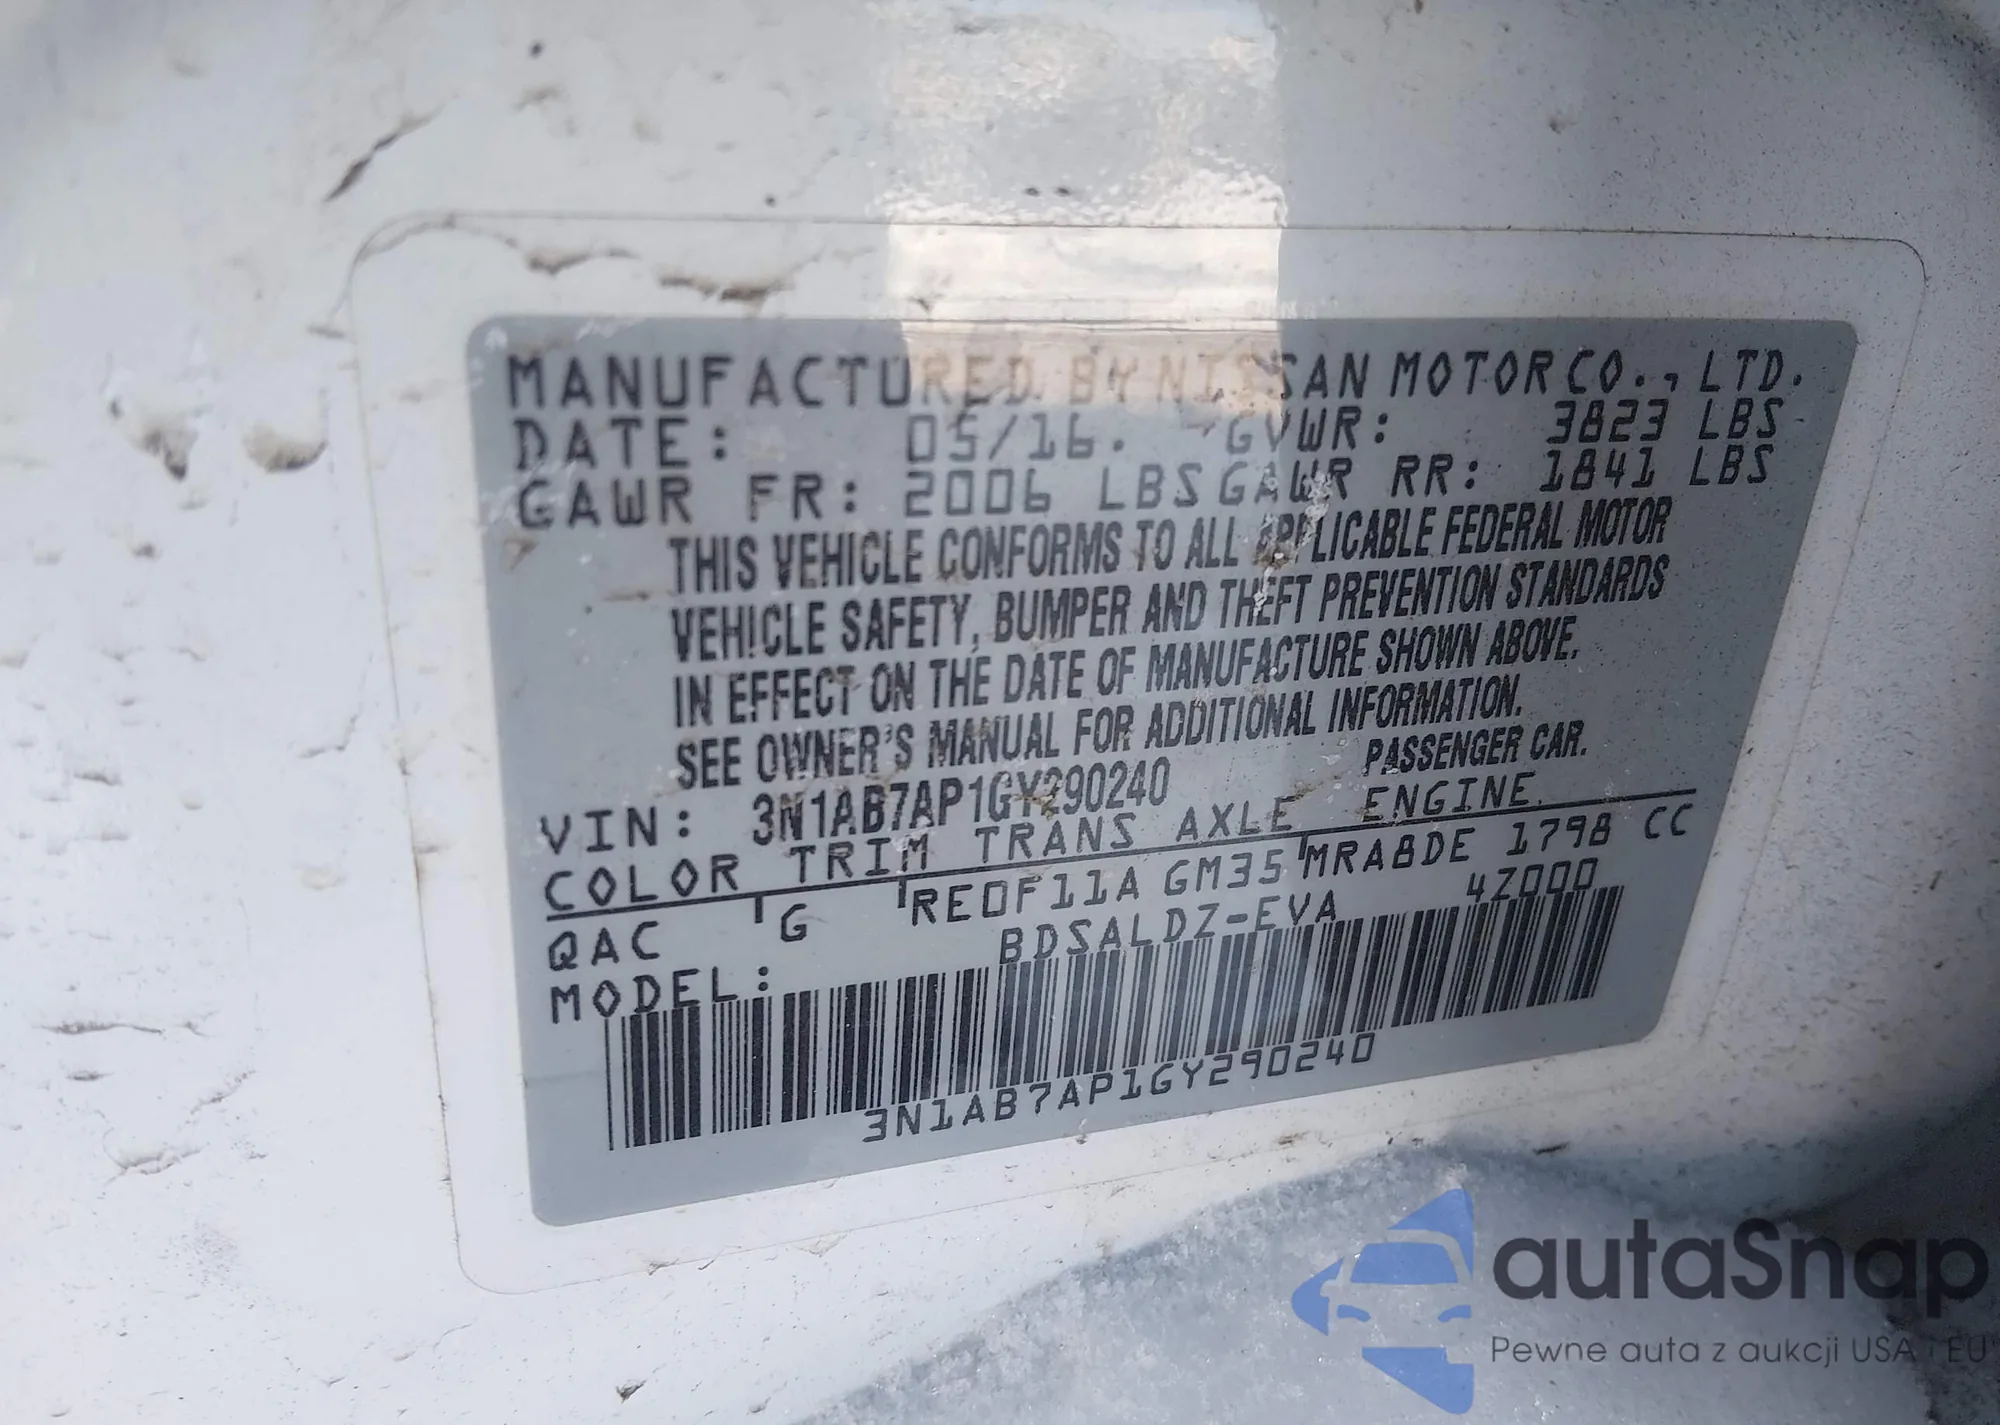 MANUFACTURED BY NISSAN MOTOR CO., LTD.
DATE: 05/16. GVWR: 3823 LBS
GAWR FR: 2006 LBS GAWR RR: 1841 LBS
THIS VEHICLE CONFORMS TO ALL APPLICABLE FEDERAL MOTOR
VEHICLE SAFETY, BUMPER AND THEFT PREVENTION STANDARDS
IN EFFECT ON THE DATE OF MANUFACTURE SHOWN ABOVE.
SEE OWNER'S MANUAL FOR ADDITIONAL INFORMATION.
VIN: 3N1AB7AP1GY290240 PASSENGER CAR.
COLOR TRIM TRANS AXLE ENGINE
QAC G RE0F11A GM35 MRA8DE 1798 CC
MODEL: BDSALDZ-EVA 4Z000
3N1AB7AP1GY290240
autaSnap
Pewne auta z aukcji USA i EU